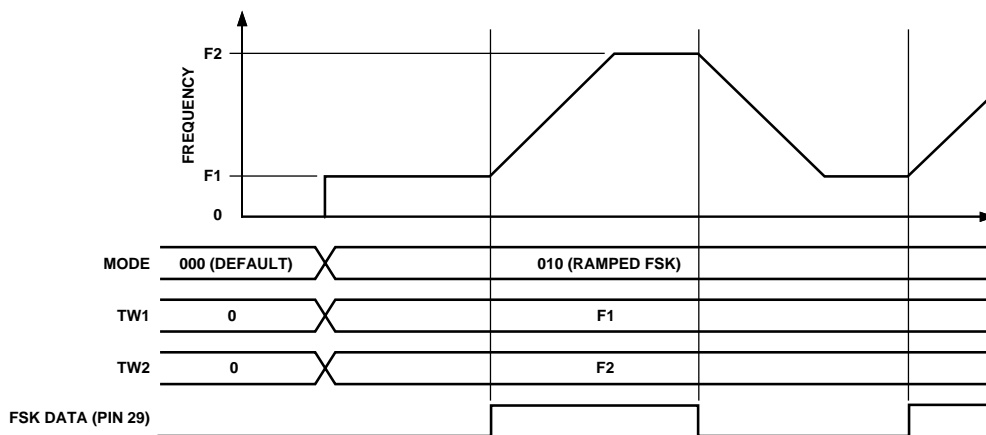 F2
FREQUENCY
F1
0
MODE 000 (DEFAULT) 010 (RAMPED FSK)
TW1 0 F1
TW2 0 F2
FSK DATA (PIN 29)